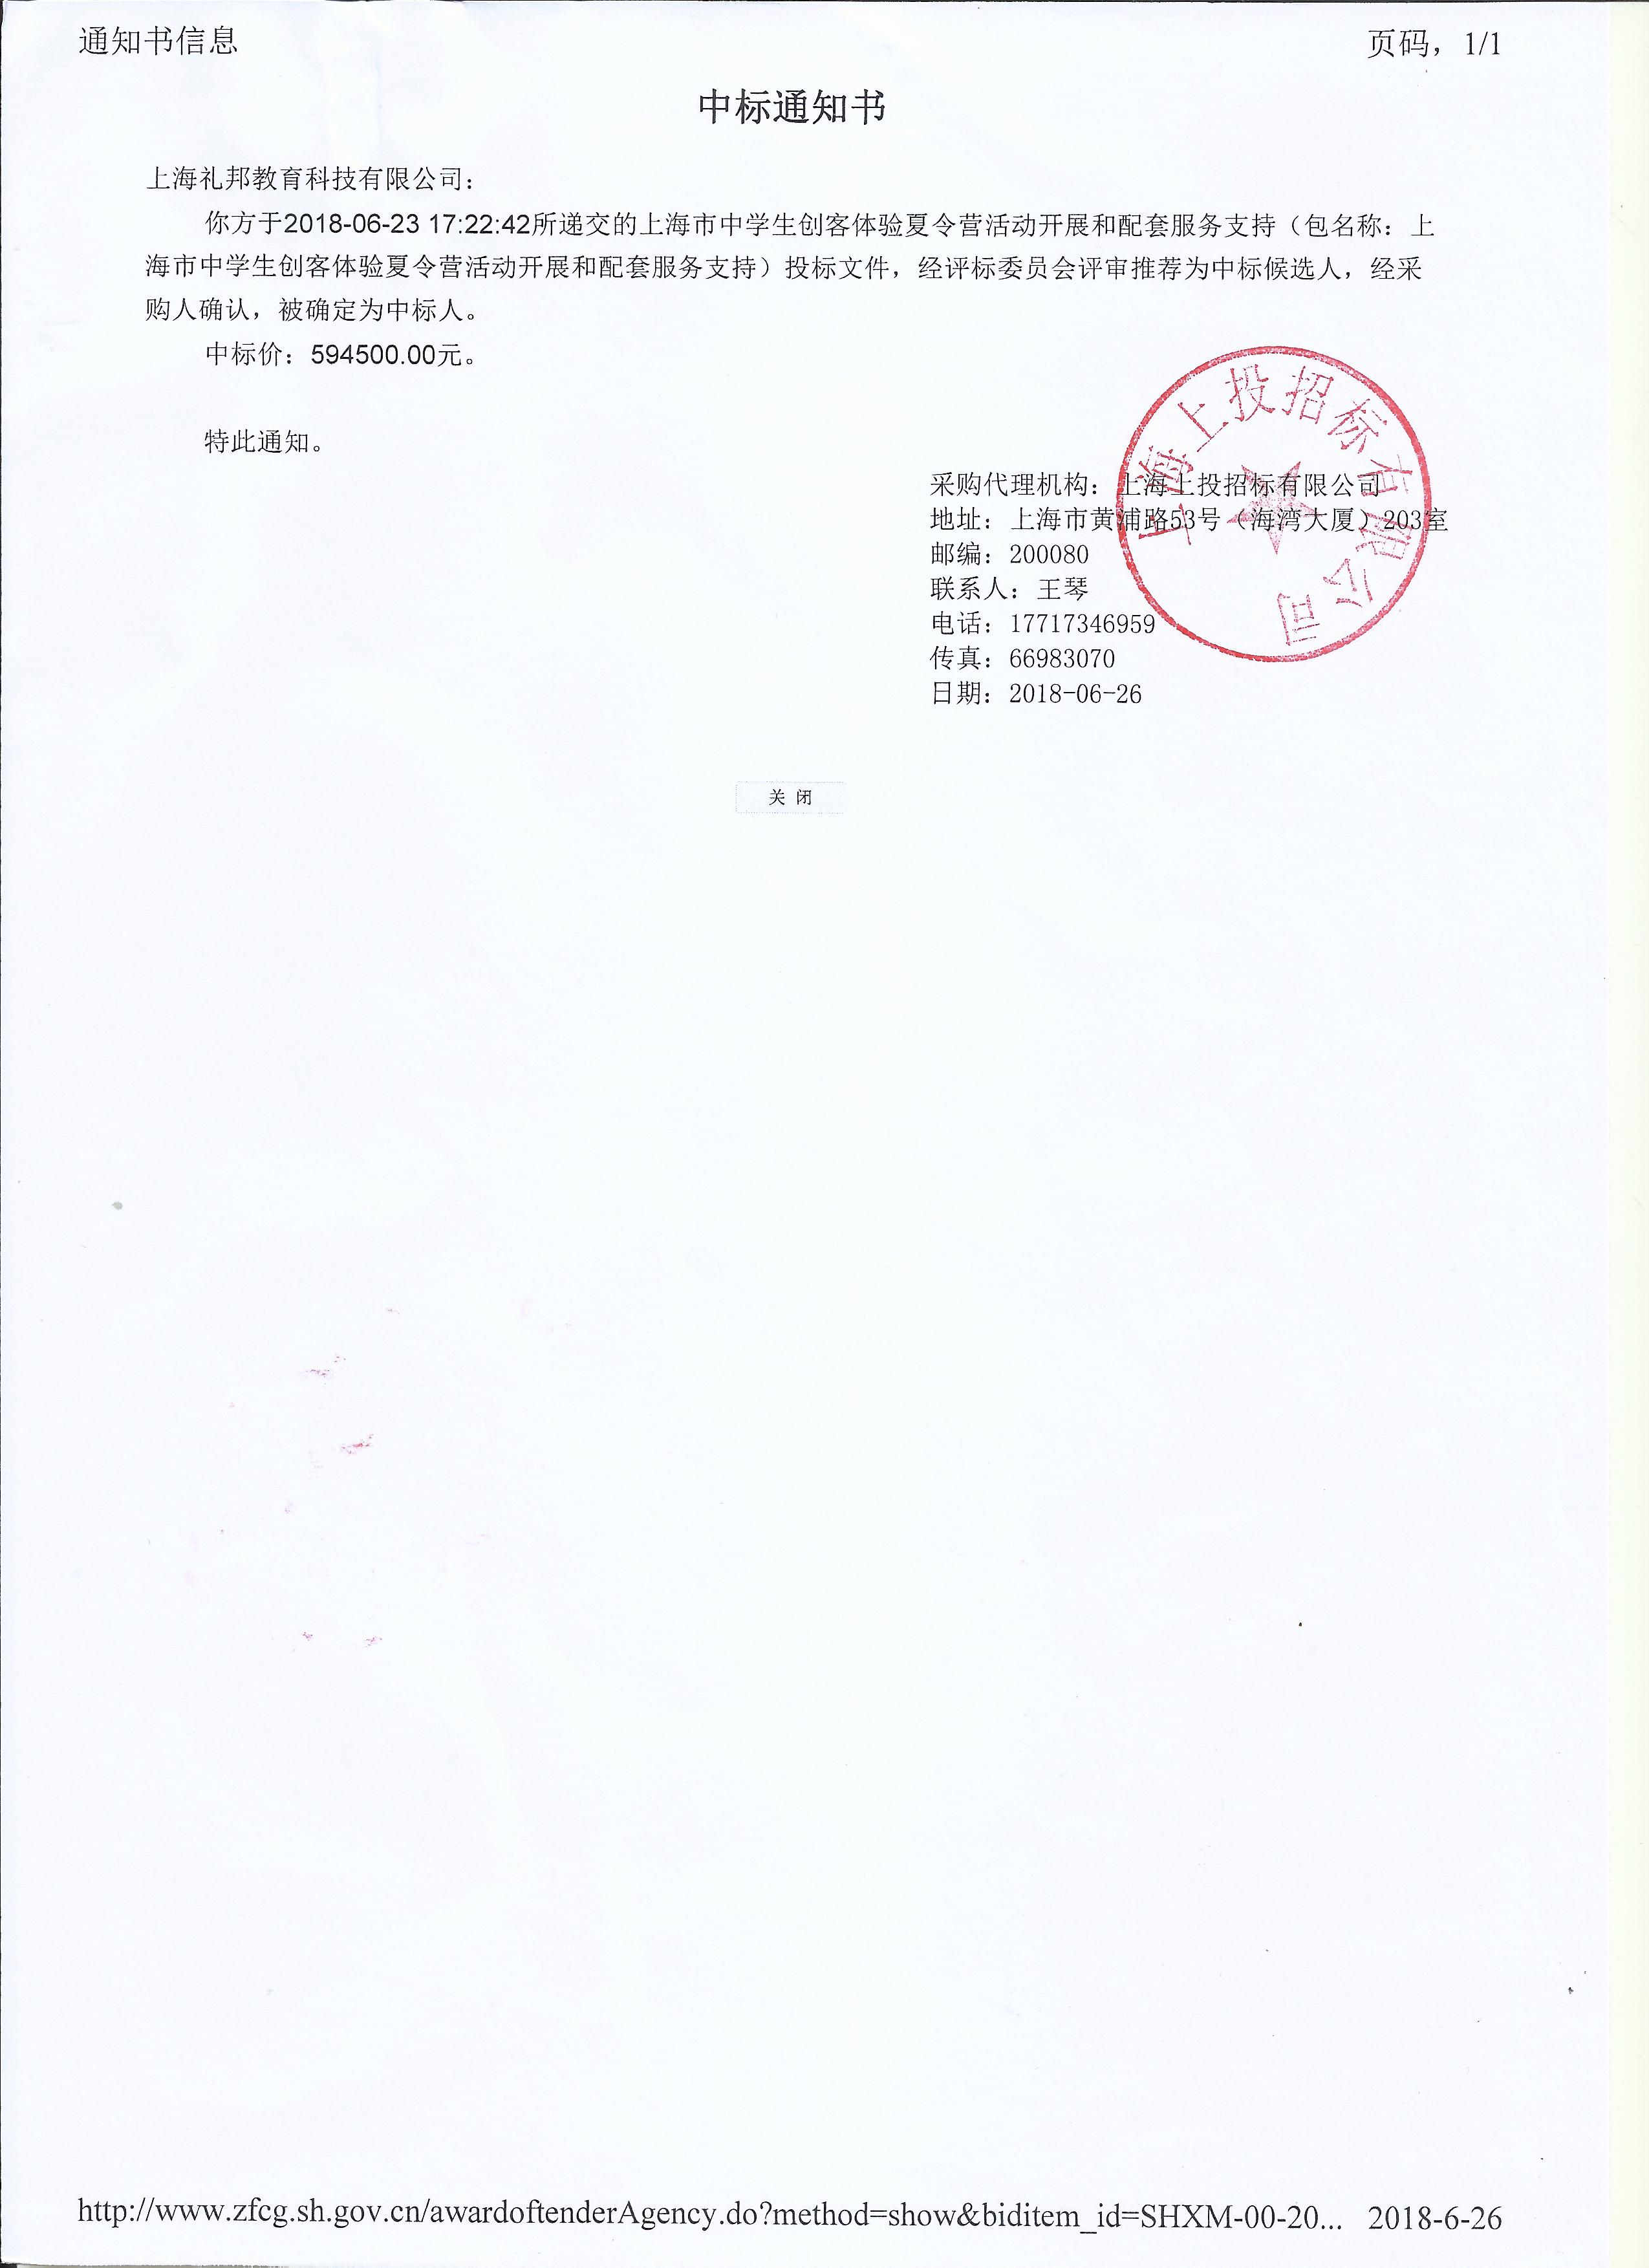 通知书信息
页码，1/1
中标通知书
上海礼邦教育科技有限公司：
你方于2018-06-23 17:22:42所递交的上海市中学生创客体验夏令营活动开展和配套服务支持（包名称：上
海市中学生创客体验夏令营活动开展和配套服务支持）投标文件，经评标委员会评审推荐为中标候选人，经采
购人确认，被确定为中标人。
中标价：594500.00元。
特此通知。
上海上投招标有限公司
采购代理机构：上海上投招标有限公司
地址：上海市黄浦路53号（海湾大厦）203室
邮编：200080
联系人：王琴
电话：17717346959
传真：66983070
日期：2018-06-26
关 闭
http://www.zfcg.sh.gov.cn/awardoftenderAgency.do?method=show&biditem_id=SHXM-00-20...
2018-6-26